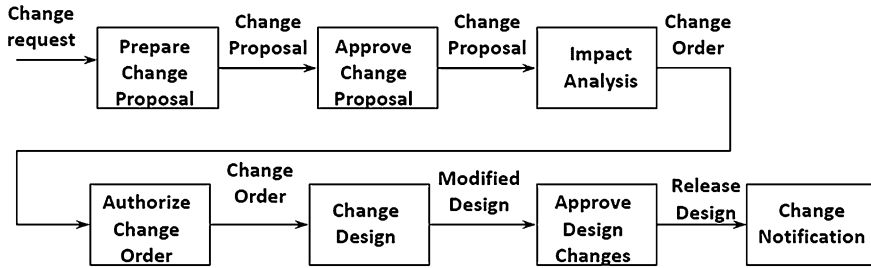 Change
request
Prepare
Change
Proposal
Change
Proposal
Approve
Change
Proposal
Change
Proposal
Impact
Analysis
Change
Order
Authorize
Change
Order
Change
Order
Change
Design
Modified
Design
Approve
Design
Changes
Release
Design
Change
Notification